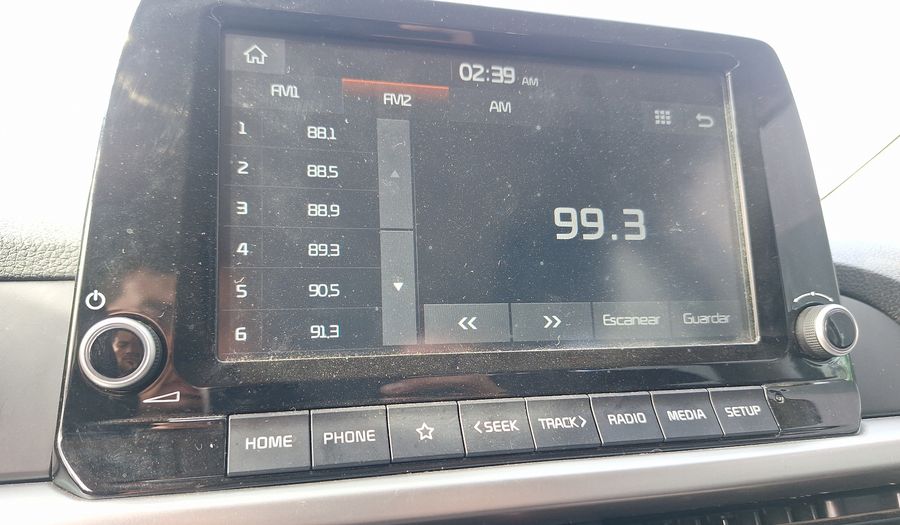 02:39 AM
FM1 FM2 AM
1 88.1
2 88.5
3 88.9
4 89.3
5 90.5
6 91.3
99.3
Escanear Guardar
HOME PHONE <SEEK TRACK> RADIO MEDIA SETUP